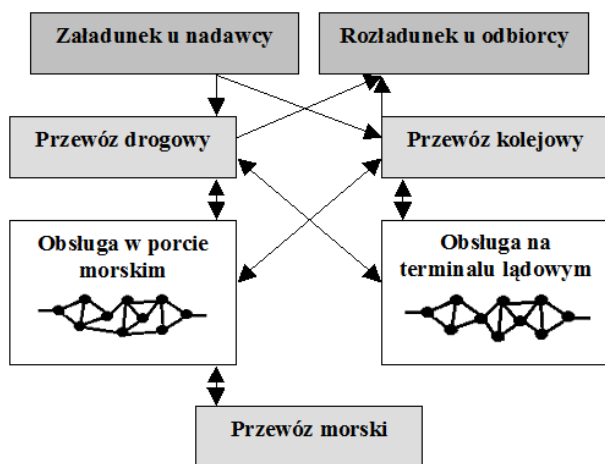 Załadunek u nadawcy
Rozładunek u odbiorcy
Przewóz drogowy
Przewóz kolejowy
Obsługa w porcie
morskim
Obsługa na
terminalu lądowym
Przewóz morski